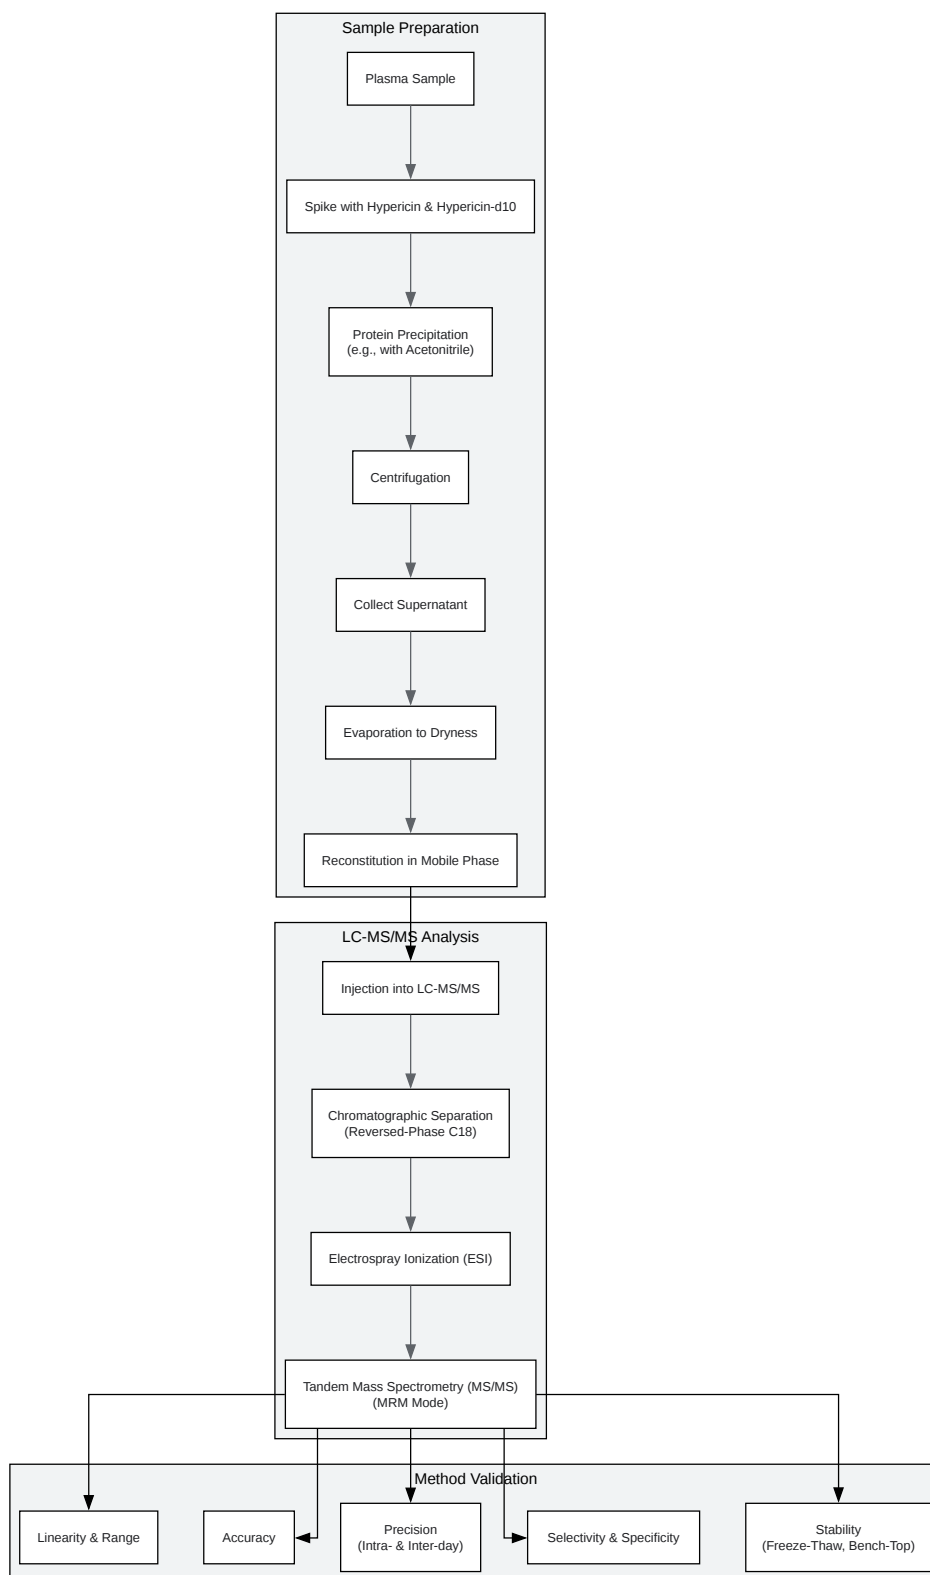 Sample Preparation
Plasma Sample
Spike with Hypericin & Hypericin-d10
Protein Precipitation
(e.g., with Acetonitrile)
Centrifugation
Collect Supernatant
Evaporation to Dryness
Reconstitution in Mobile Phase
LC-MS/MS Analysis
Injection into LC-MS/MS
Chromatographic Separation
(Reversed-Phase C18)
Electrospray Ionization (ESI)
Tandem Mass Spectrometry (MS/MS)
(MRM Mode)
Method Validation
Linearity & Range
Accuracy
Precision
(Intra- & Inter-day)
Selectivity & Specificity
Stability
(Freeze-Thaw, Bench-Top)